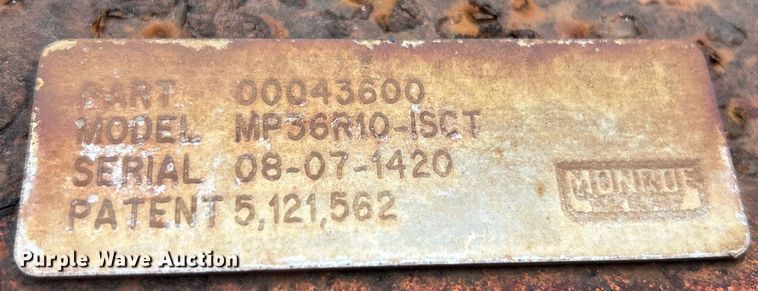 PART 00043600
MODEL MP36R10-ISCT
SERIAL 08-07-1420
PATENT 5,121,562
MONROE
Purple Wave Auction